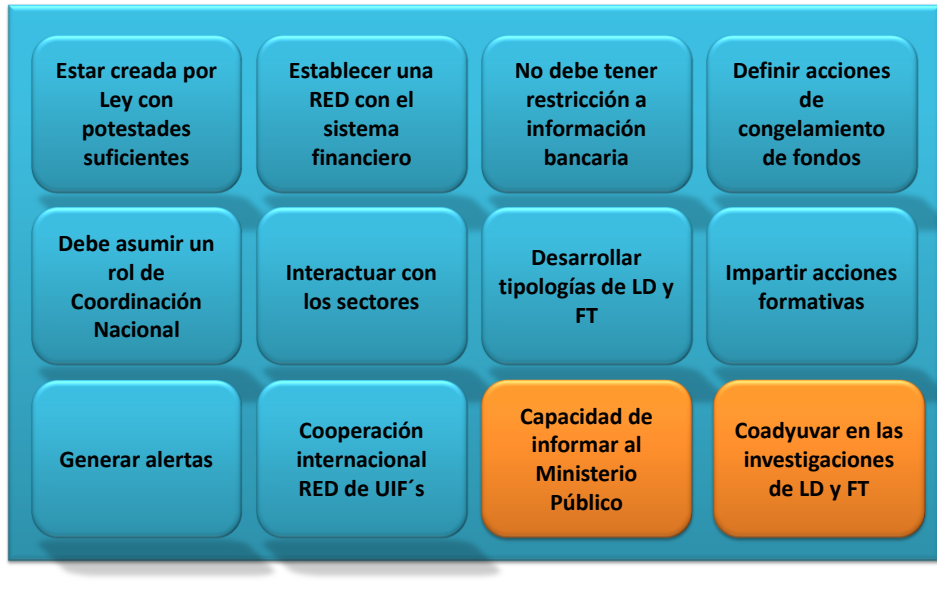 Estar creada por
Ley con
potestades
suficientes
Establecer una
RED con el
sistema
financiero
No debe tener
restricción a
información
bancaria
Definir acciones
de
congelamiento
de fondos
Debe asumir un
rol de
Coordinación
Nacional
Interactuar con
los sectores
Desarrollar
tipologías de LD y
FT
Impartir acciones
formativas
Generar alertas
Cooperación
internacional
RED de UIF´s
Capacidad de
informar al
Ministerio
Público
Coadyuvar en las
investigaciones
de LD y FT